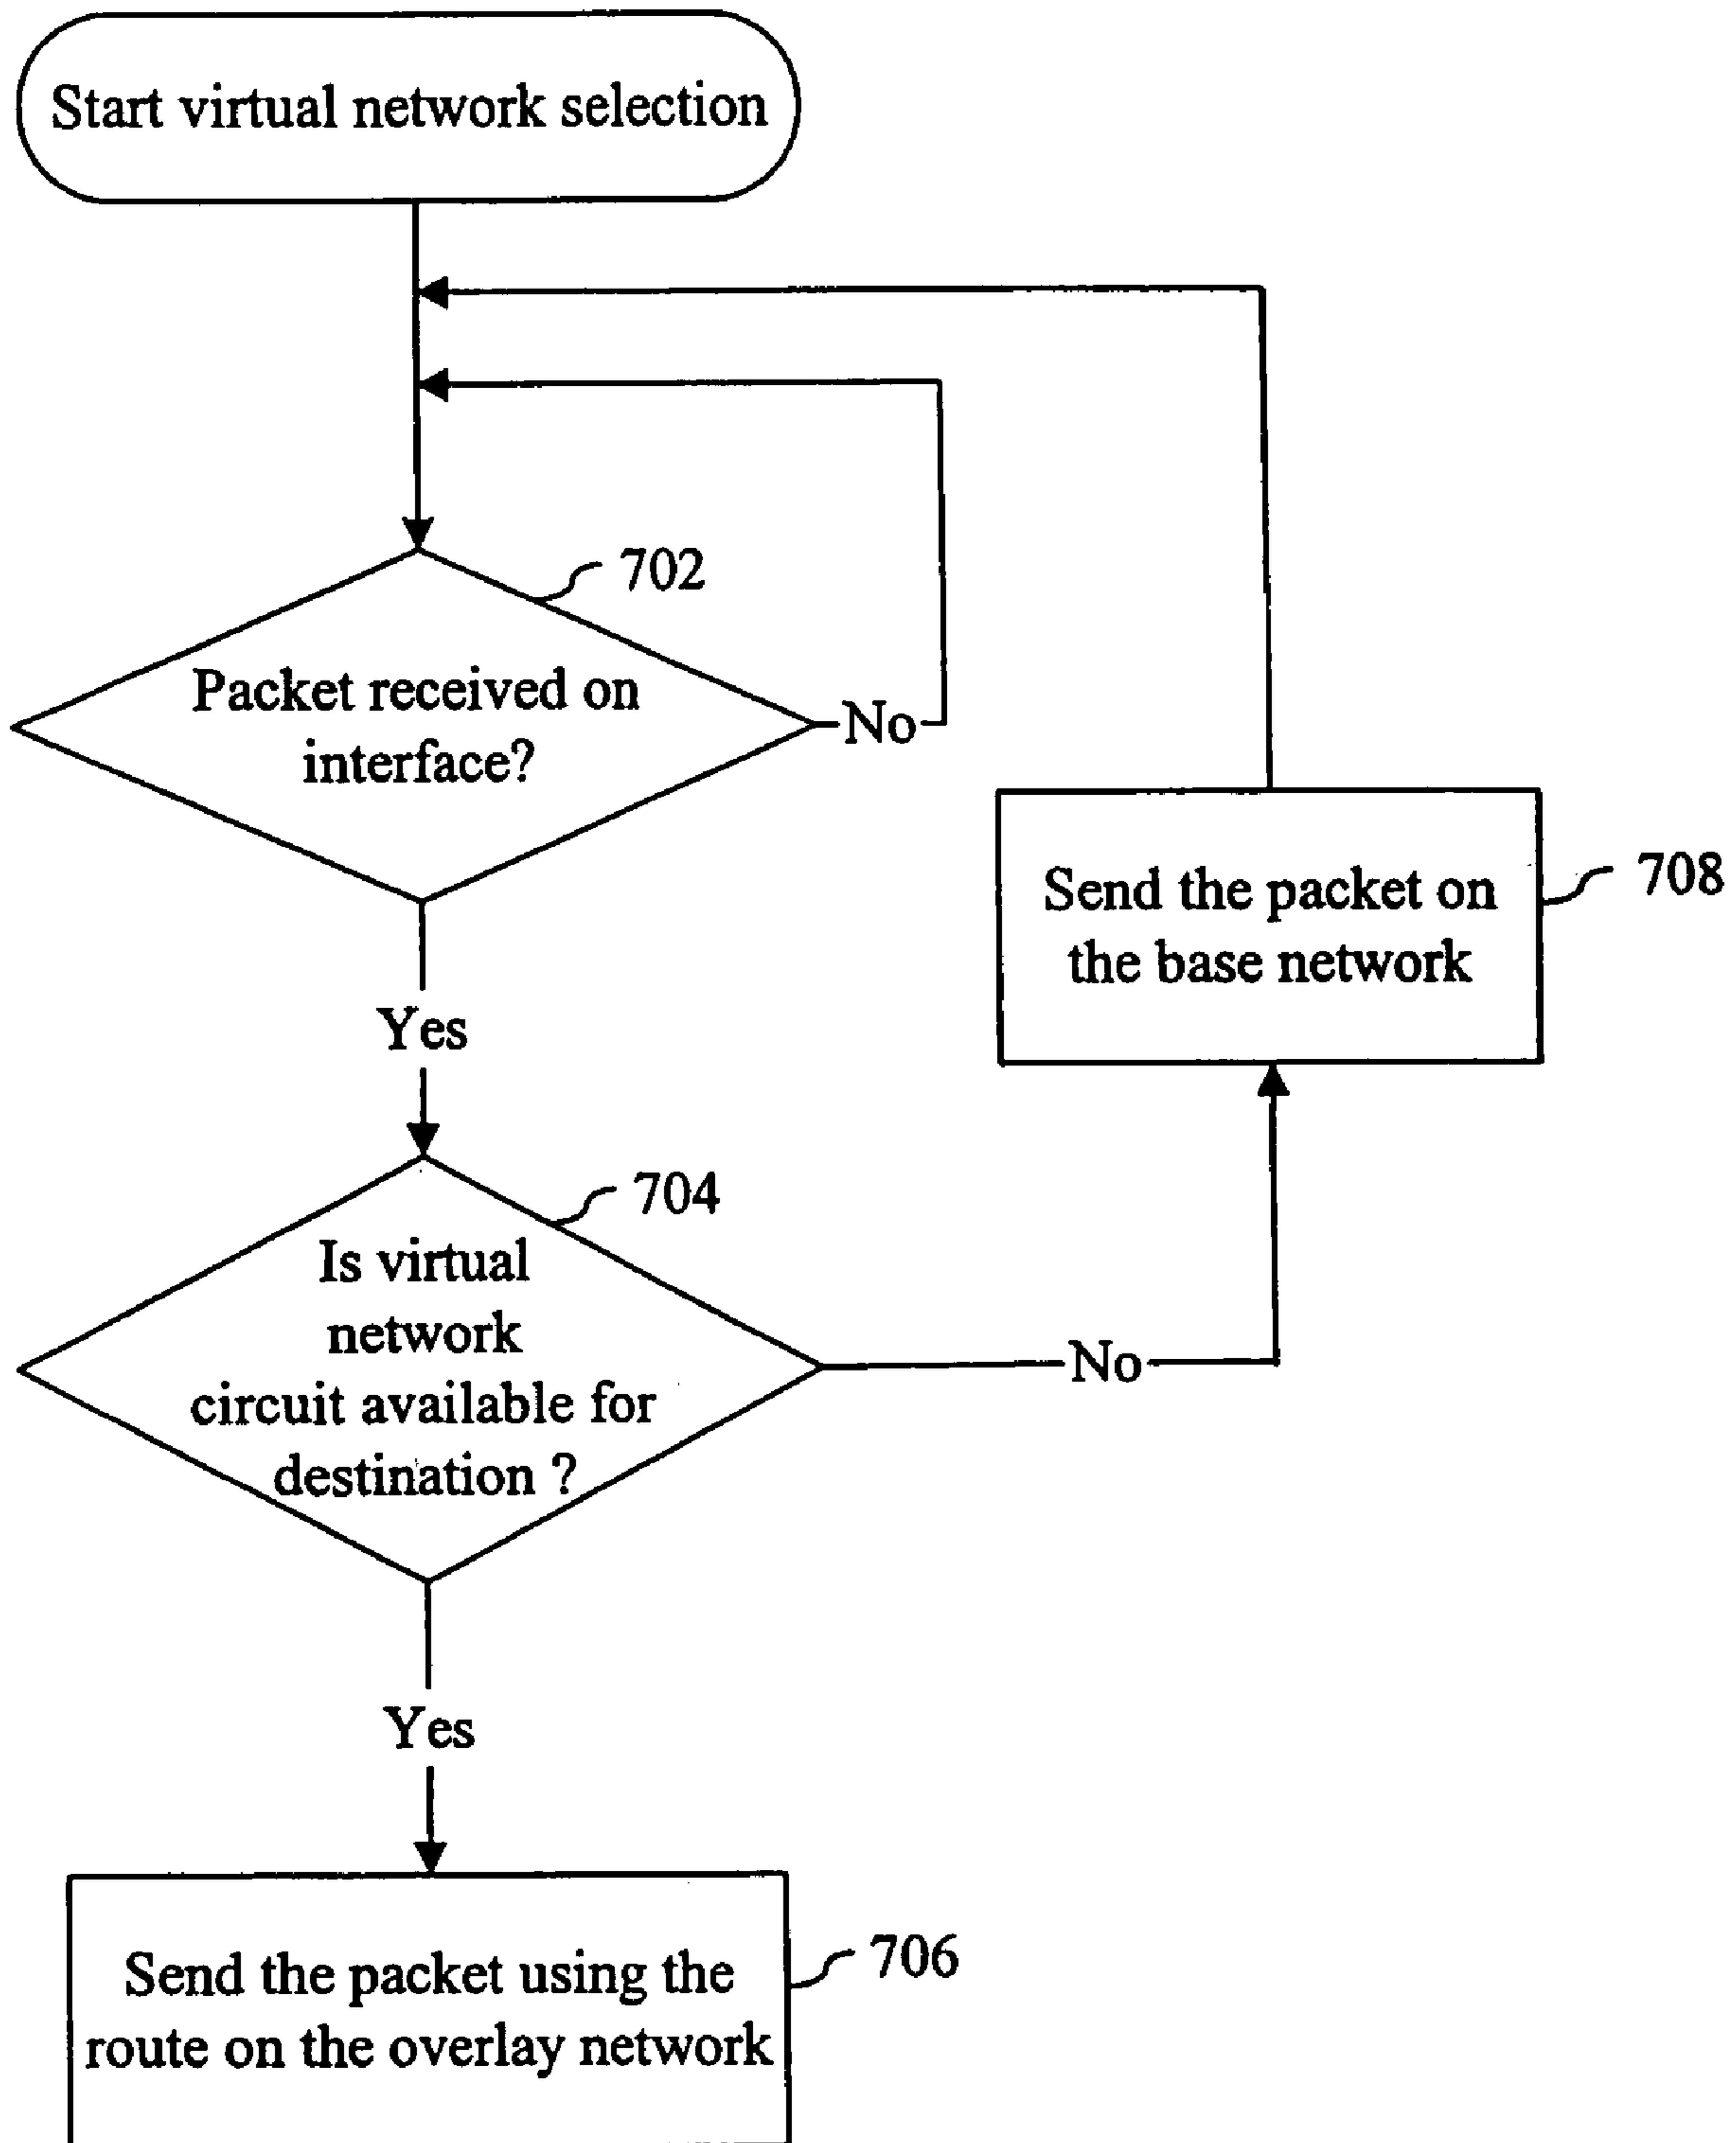 Start virtual network selection
702
Packet received on
interface?
No
Yes
708
Send the packet on
the base network
704
Is virtual
network
circuit available for
destination ?
No
Yes
706
Send the packet using the
route on the overlay network